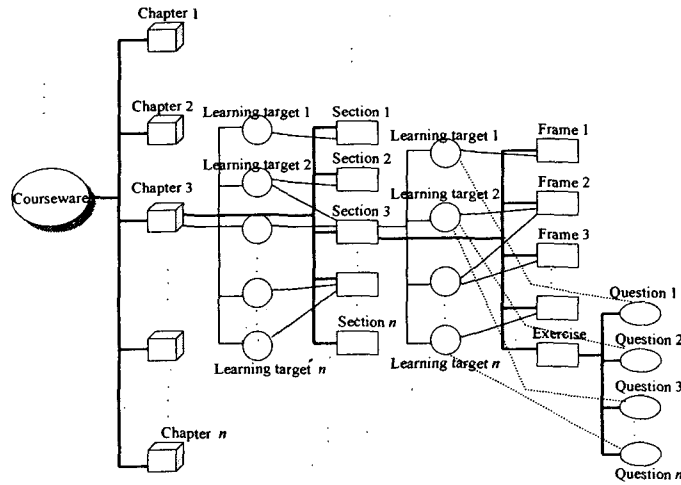 Chapter 1
Chapter 2
Chapter 3
Chapter n
Courseware
Learning target 1
Learning target 2
Learning target n
Section 1
Section 2
Section 3
Section n
Learning target 1
Learning target 2
Learning target n
Frame 1
Frame 2
Frame 3
Exercise
Question 1
Question 2
Question 3
Question n